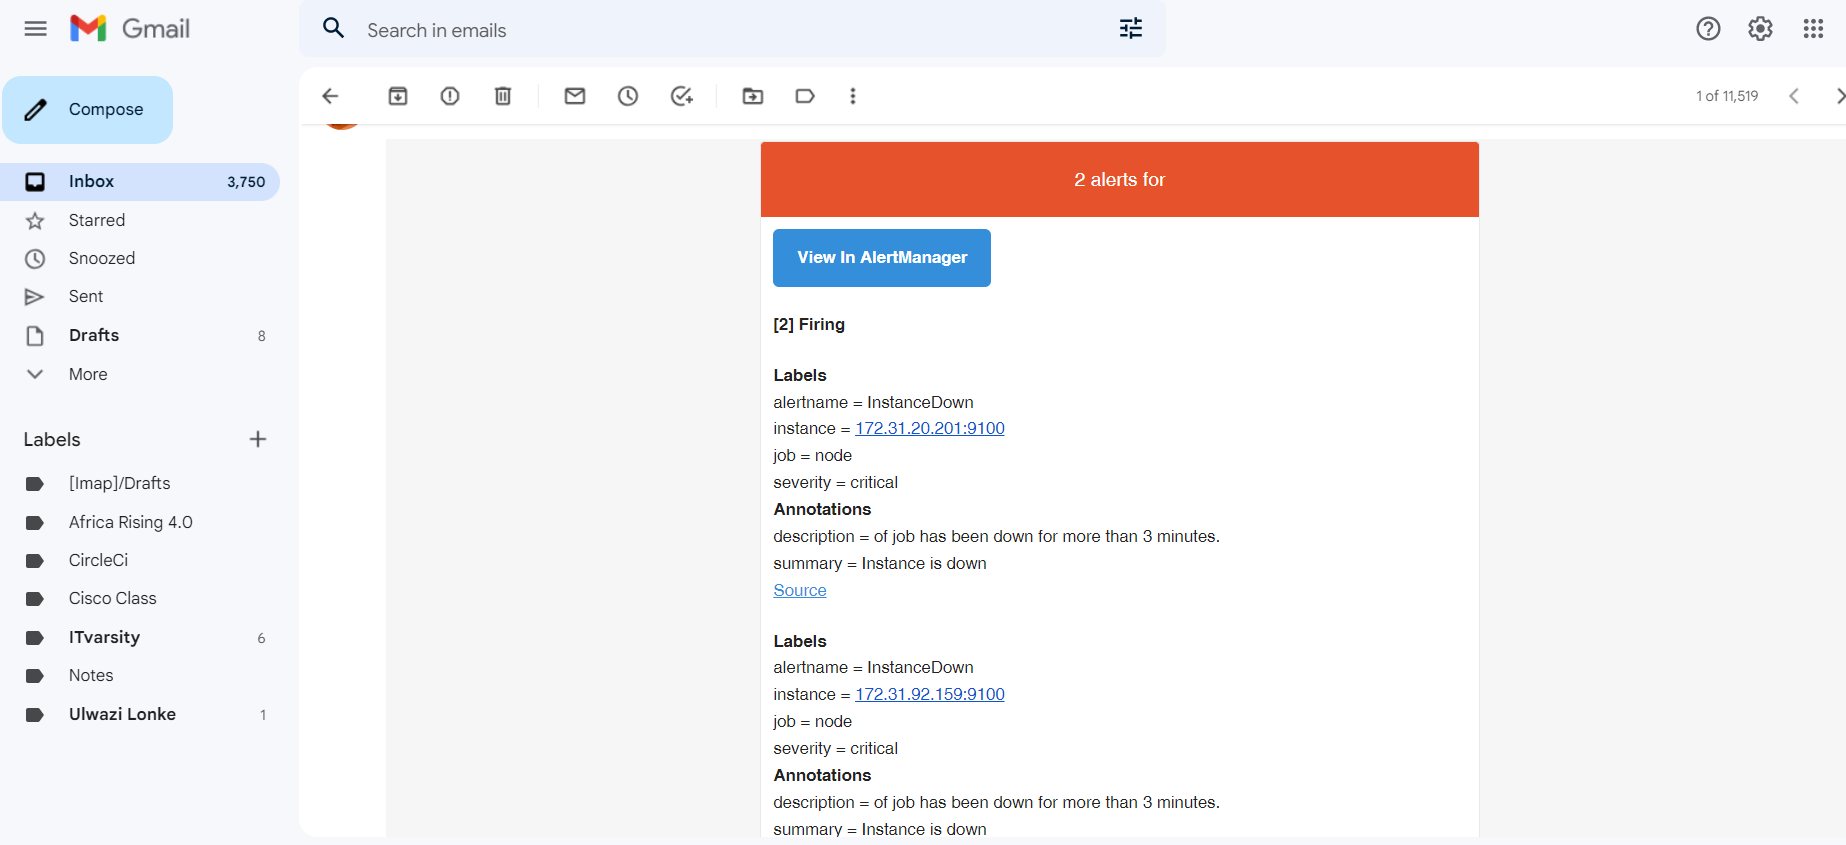 Gmail
Search in emails
Compose
1 of 11,519
Inbox 3,750
Starred
Snoozed
Sent
Drafts 8
More
Labels
[Imap]/Drafts
Africa Rising 4.0
CircleCi
Cisco Class
ITvarsity 6
Notes
Ulwazi Lonke 1
2 alerts for
View In AlertManager
[2] Firing
Labels
alertname = InstanceDown
instance = 172.31.20.201:9100
job = node
severity = critical
Annotations
description = of job has been down for more than 3 minutes.
summary = Instance is down
Source
Labels
alertname = InstanceDown
instance = 172.31.92.159:9100
job = node
severity = critical
Annotations
description = of job has been down for more than 3 minutes.
summary = Instance is down